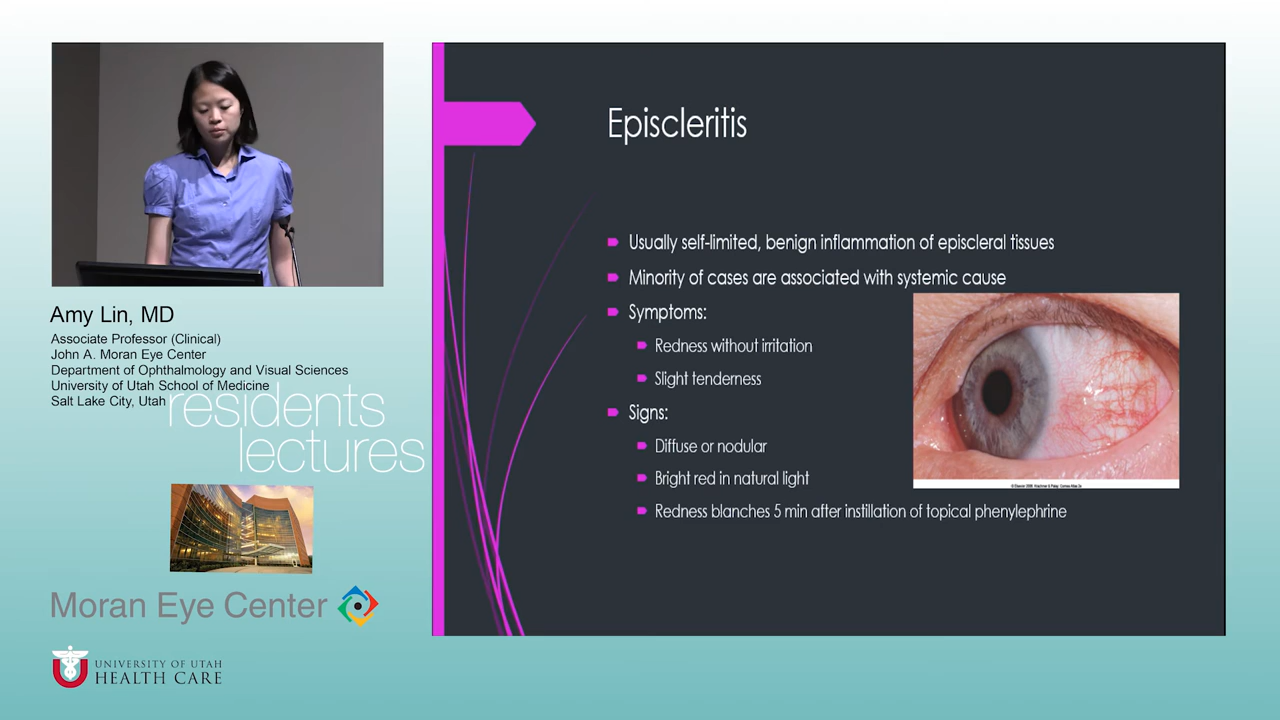 Amy Lin, MD
Associate Professor (Clinical)
John A. Moran Eye Center
Department of Ophthalmology and Visual Sciences
University of Utah School of Medicine
Salt Lake City, Utah
residents
lectures
Moran Eye Center
UNIVERSITY OF UTAH
HEALTH CARE
Episcleritis
Usually self-limited, benign inflammation of episcleral tissues
Minority of cases are associated with systemic cause
Symptoms:
Redness without irritation
Slight tenderness
Signs:
Diffuse or nodular
Bright red in natural light
Redness blanches 5 min after instillation of topical phenylephrine